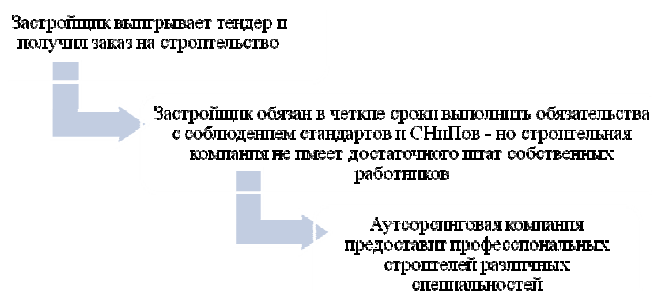 Застройщик выигрывает тендер и
получил заказ на строительство
Застройщик обязан в четкие сроки выполнить обязательства
с соблюдением стандартов и СНиПов - но строительная
компания не имеет достаточного штат собственных
работников
Аутсорсинговая компания
предоставит профессиональных
строителей различных
специальностей